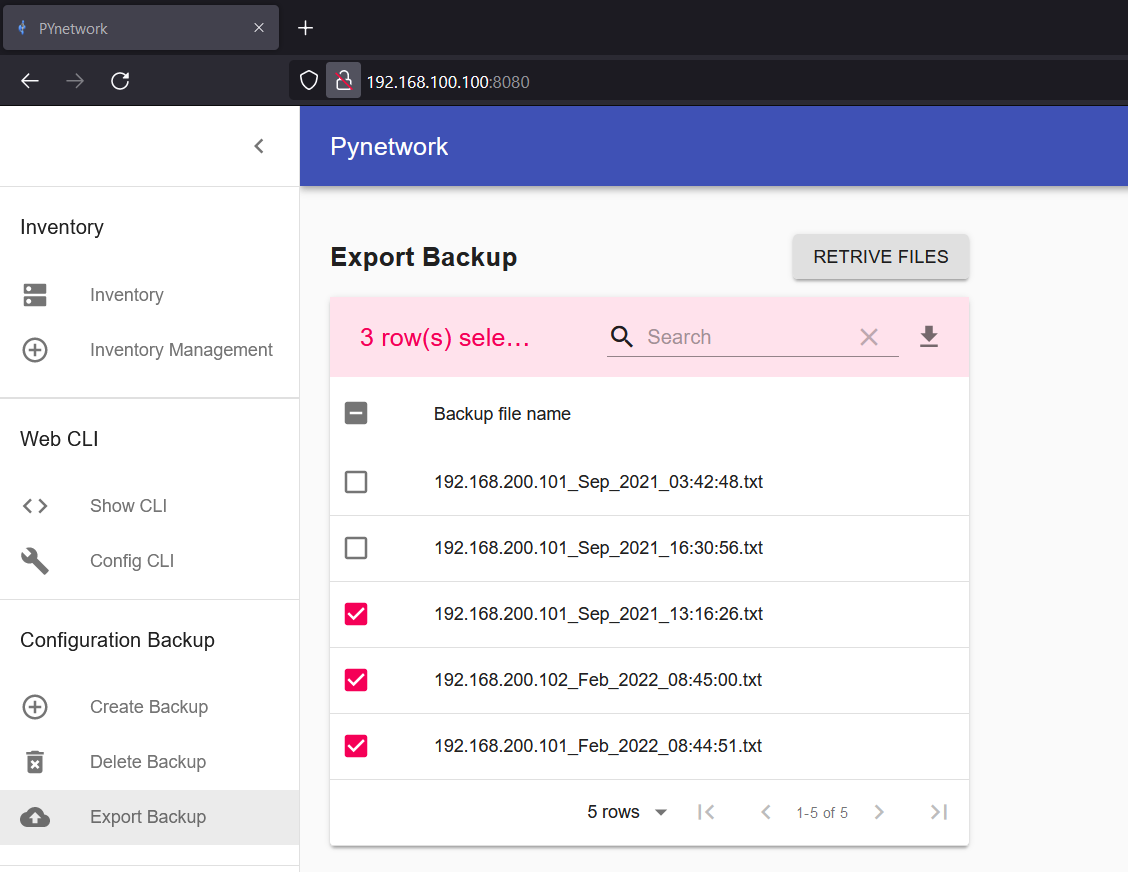 PYnetwork
192.168.100.100:8080
Pynetwork
Inventory
Inventory
Inventory Management
Web CLI
Show CLI
Config CLI
Configuration Backup
Create Backup
Delete Backup
Export Backup
Export Backup
RETRIVE FILES
3 row(s) sele...
Search
Backup file name
192.168.200.101_Sep_2021_03:42:48.txt
192.168.200.101_Sep_2021_16:30:56.txt
192.168.200.101_Sep_2021_13:16:26.txt
192.168.200.102_Feb_2022_08:45:00.txt
192.168.200.101_Feb_2022_08:44:51.txt
5 rows
1-5 of 5